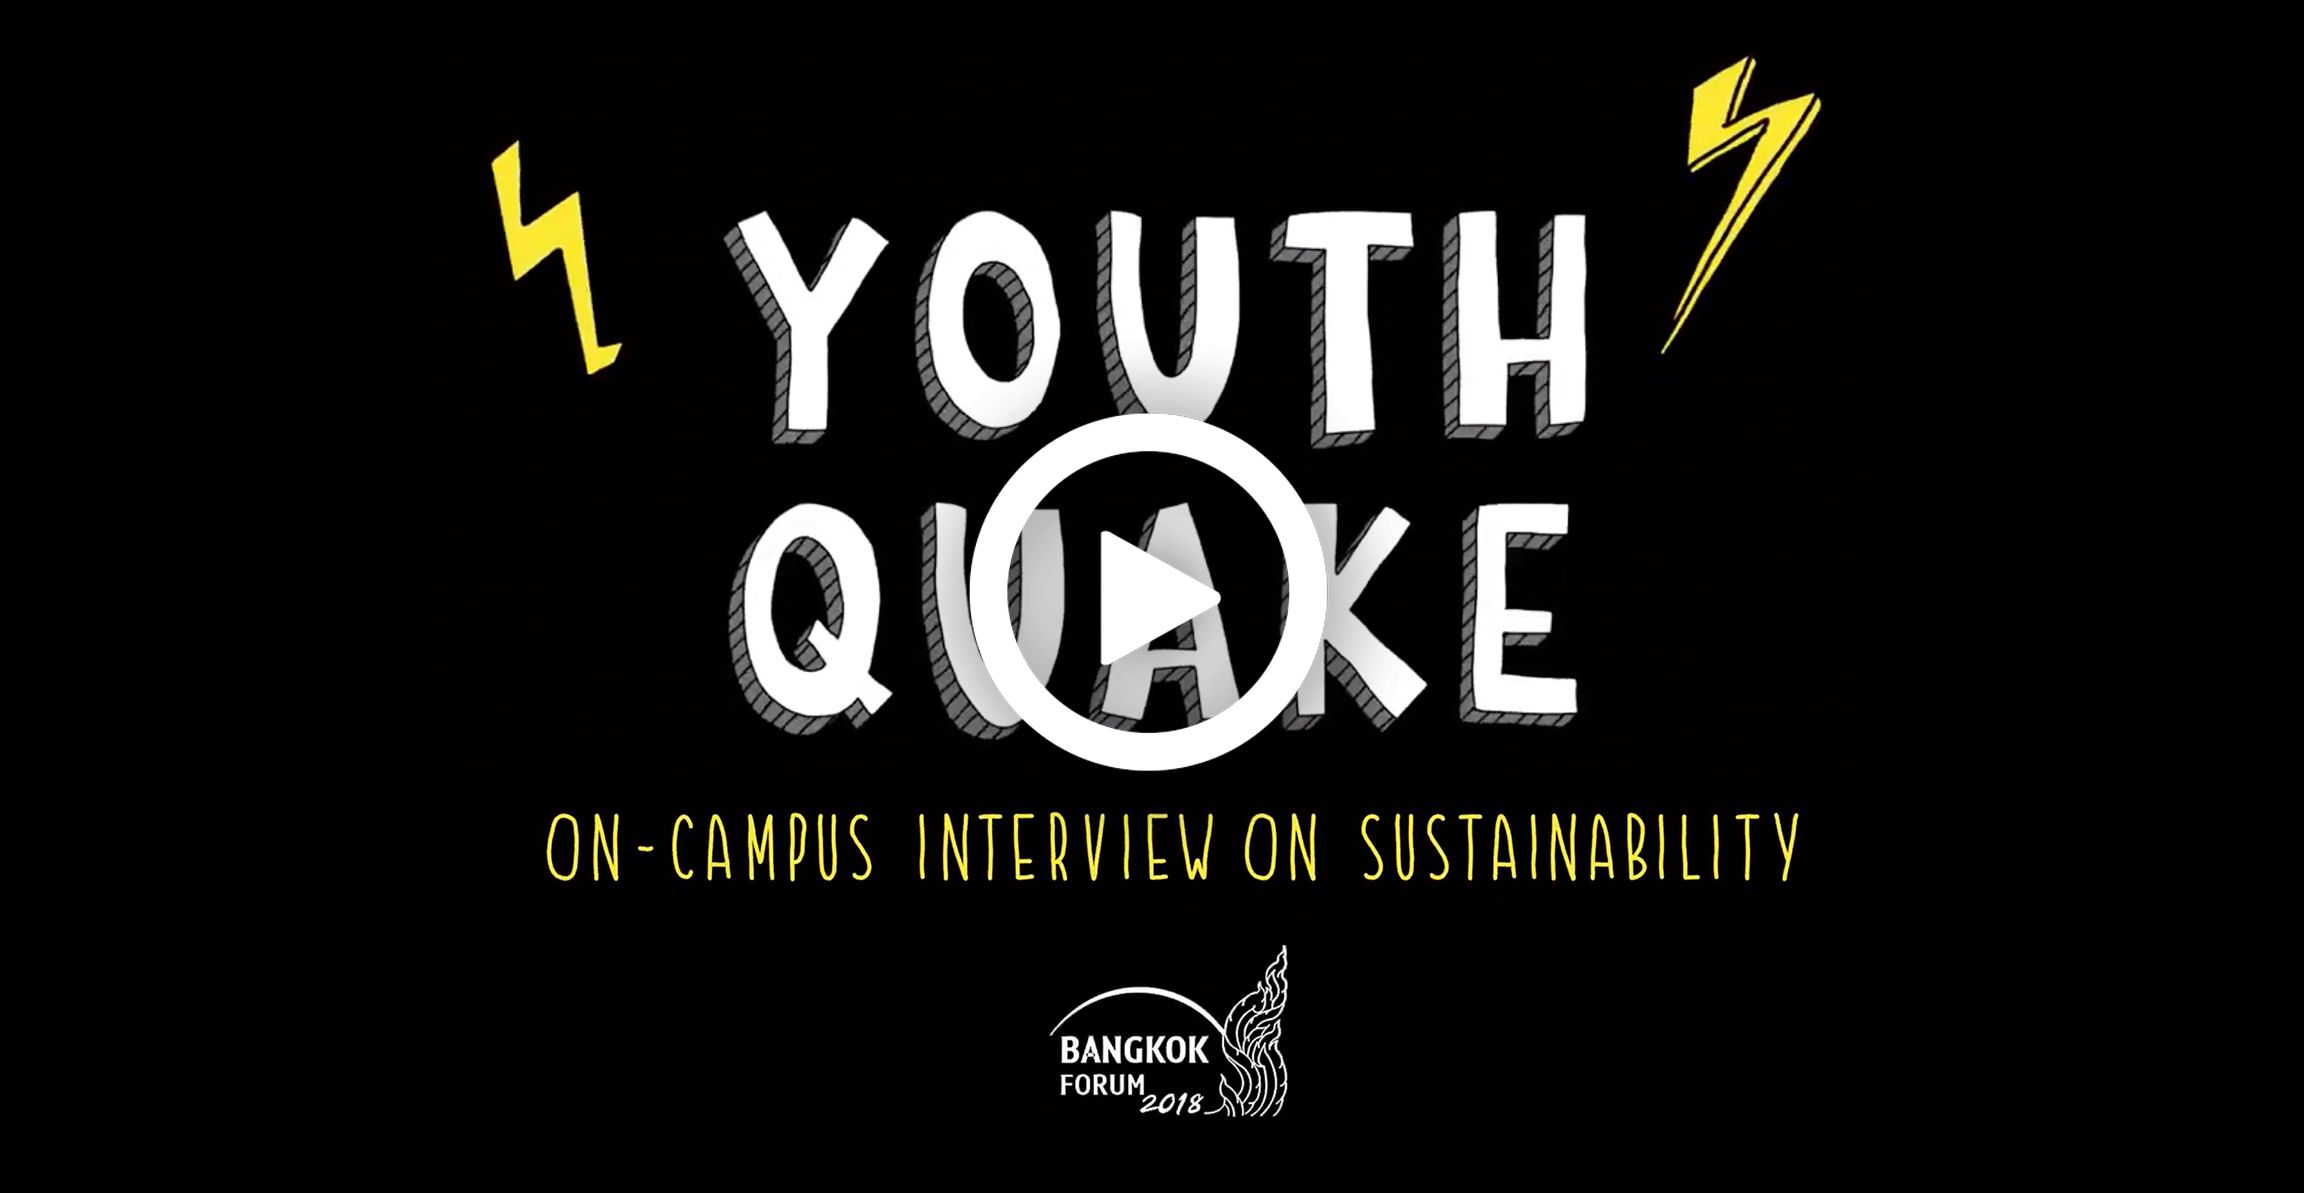 YOUTH
QUAKE
ON-CAMPUS INTERVIEW ON SUSTAINABILITY
BANGKOK
FORUM
2018